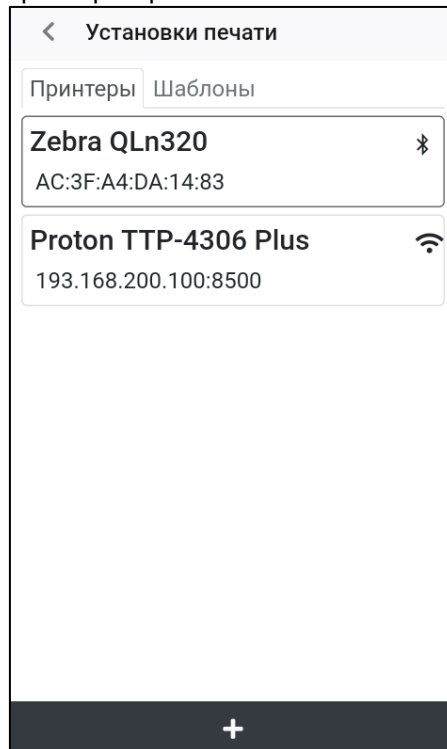 Установки печати
Принтеры Шаблоны
Zebra QLn320
AC:3F:A4:DA:14:83
Proton TTP-4306 Plus
193.168.200.100:8500
+